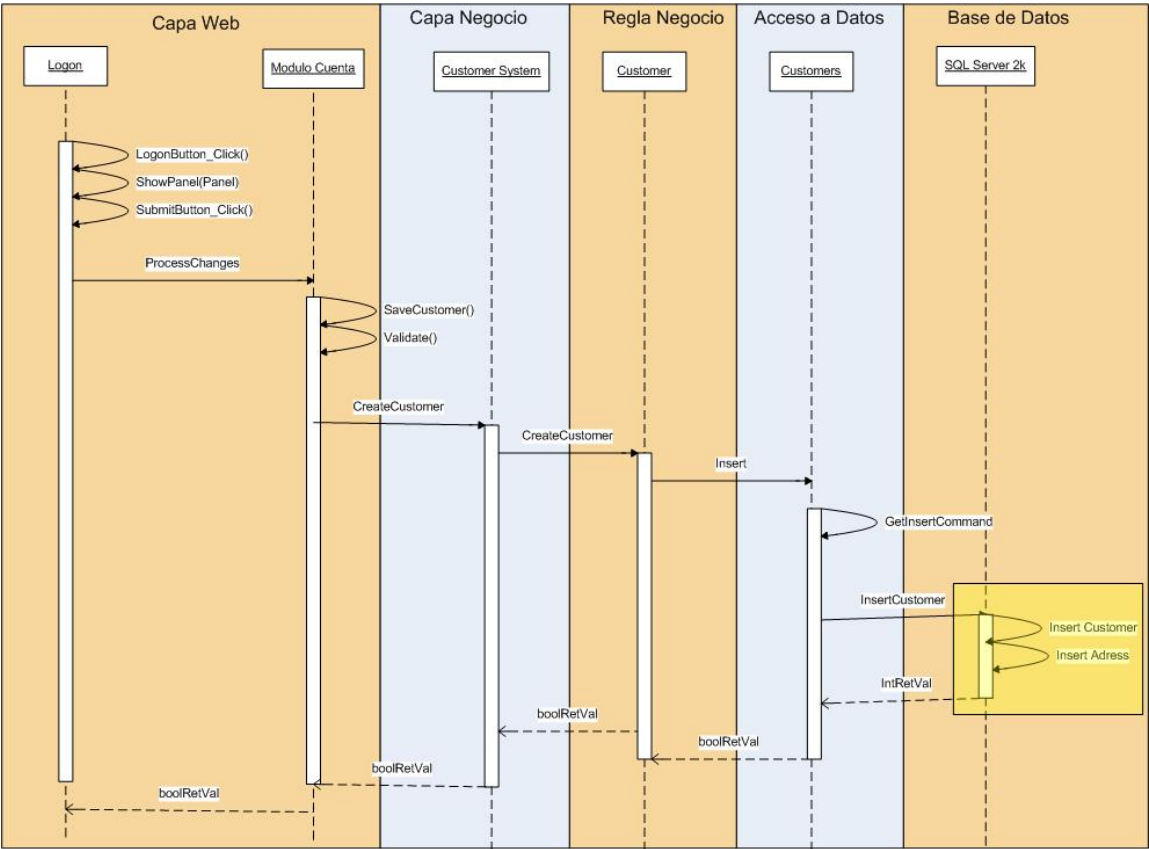 Capa Web
Capa Negocio
Regla Negocio
Acceso a Datos
Base de Datos
Logon
Modulo Cuenta
Customer System
Customer
Customers
SQL Server 2k
LogonButton_Click()
ShowPanel(Panel)
SubmitButton_Click()
ProcessChanges
SaveCustomer()
Validate()
CreateCustomer
CreateCustomer
Insert
GetInsertCommand
InsertCustomer
Insert Customer
Insert Adress
IntRetVal
boolRetVal
boolRetVal
boolRetVal
boolRetVal